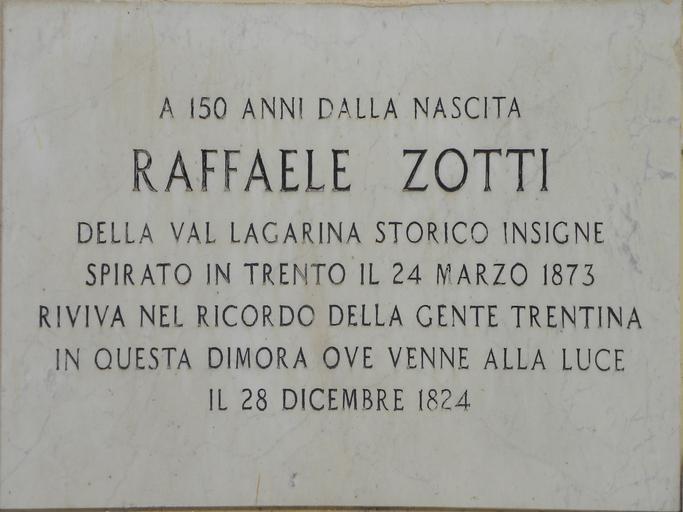 A 150 ANNI DALLA NASCITA
RAFFAELE ZOTTI
DELLA VAL LAGARINA STORICO INSIGNE
SPIRATO IN TRENTO IL 24 MARZO 1873
RIVIVA NEL RICORDO DELLA GENTE TRENTINA
IN QUESTA DIMORA OVE VENNE ALLA LUCE
IL 28 DICEMBRE 1824